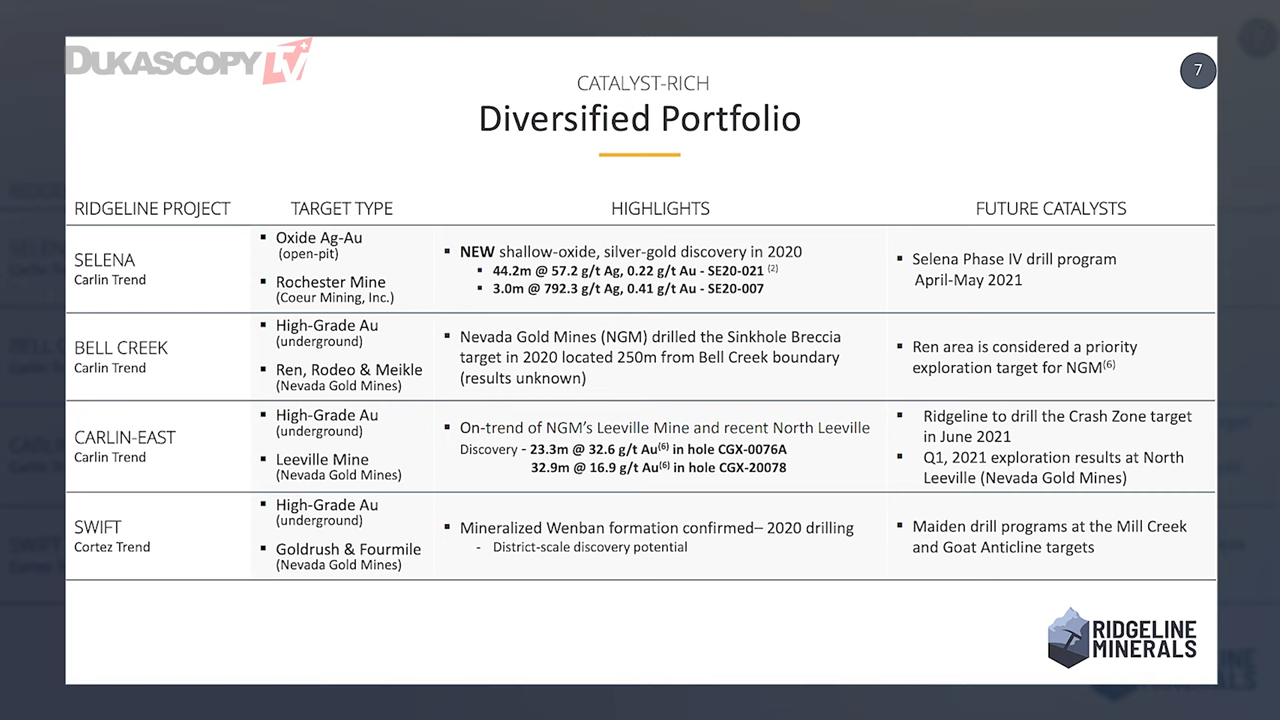 DUKASCOPY TV
7
CATALYST-RICH
Diversified Portfolio
RIDGELINE PROJECT
TARGET TYPE
HIGHLIGHTS
FUTURE CATALYSTS
SELENA
Carlin Trend
▪ Oxide Ag-Au
(open-pit)
▪ Rochester Mine
(Coeur Mining, Inc.)
▪ NEW shallow-oxide, silver-gold discovery in 2020
▪ 44.2m @ 57.2 g/t Ag, 0.22 g/t Au - SE20-021 (2)
▪ 3.0m @ 792.3 g/t Ag, 0.41 g/t Au - SE20-007
▪ Selena Phase IV drill program
April-May 2021
BELL CREEK
Carlin Trend
▪ High-Grade Au
(underground)
▪ Ren, Rodeo & Meikle
(Nevada Gold Mines)
▪ Nevada Gold Mines (NGM) drilled the Sinkhole Breccia
target in 2020 located 250m from Bell Creek boundary
(results unknown)
▪ Ren area is considered a priority
exploration target for NGM(6)
CARLIN-EAST
Carlin Trend
▪ High-Grade Au
(underground)
▪ Leeville Mine
(Nevada Gold Mines)
▪ On-trend of NGM's Leeville Mine and recent North Leeville
Discovery - 23.3m @ 32.6 g/t Au(6) in hole CGX-0076A
32.9m @ 16.9 g/t Au(6) in hole CGX-20078
▪ Ridgeline to drill the Crash Zone target
in June 2021
▪ Q1, 2021 exploration results at North
Leeville (Nevada Gold Mines)
SWIFT
Cortez Trend
▪ High-Grade Au
(underground)
▪ Goldrush & Fourmile
(Nevada Gold Mines)
▪ Mineralized Wenban formation confirmed– 2020 drilling
- District-scale discovery potential
▪ Maiden drill programs at the Mill Creek
and Goat Anticline targets
RIDGELINE
MINERALS